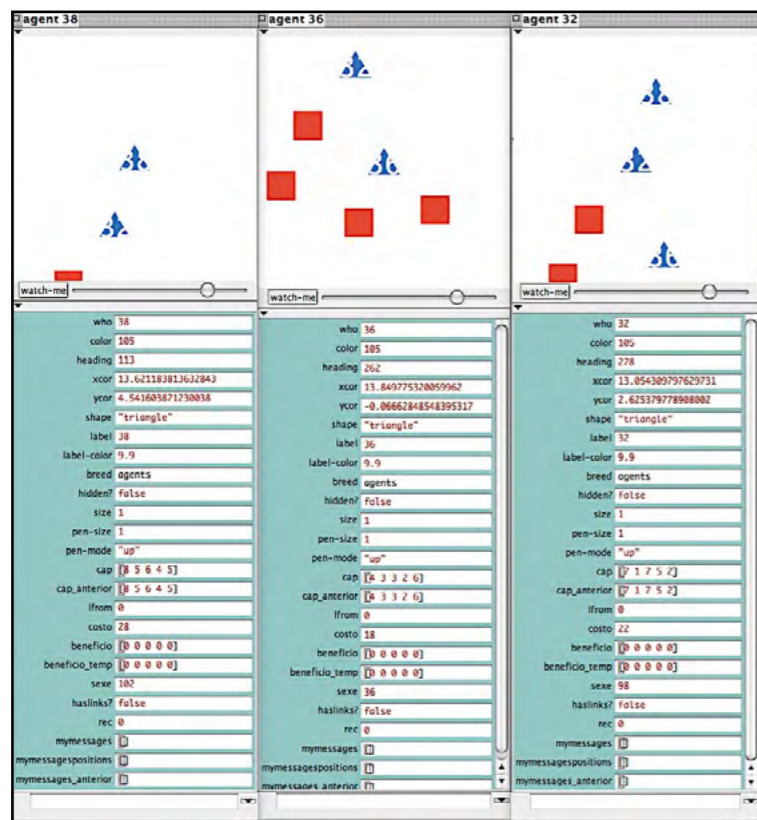 agent 38
watch-me
who 38
color 105
heading 113
xcor 13.621183813632843
ycor 4.541603871230038
shape "triangle"
label 38
label-color 9.9
breed agents
hidden? false
size 1
pen-size 1
pen-mode "up"
cap [8 5 6 4 5]
cap_anterior [8 5 6 4 5]
lfrom 0
costo 28
beneficio [0 0 0 0 0]
beneficio_temp [0 0 0 0 0]
sexe 102
haslinks? false
rec 0
mymessages []
mymessagespositions []
mymessages_anterior []
agent 36
watch-me
who 36
color 105
heading 262
xcor 13.849775320059962
ycor -0.06662848548395317
shape "triangle"
label 36
label-color 9.9
breed agents
hidden? false
size 1
pen-size 1
pen-mode "up"
cap [4 3 3 2 6]
cap_anterior [4 3 3 2 6]
lfrom 0
costo 18
beneficio [0 0 0 0 0]
beneficio_temp [0 0 0 0 0]
sexe 36
haslinks? false
rec 0
mymessages []
mymessagespositions []
mymessages_anterior []
agent 32
watch-me
who 32
color 105
heading 278
xcor 13.054309797629731
ycor 2.625379778908002
shape "triangle"
label 32
label-color 9.9
breed agents
hidden? false
size 1
pen-size 1
pen-mode "up"
cap [7 1 7 5 2]
cap_anterior [7 1 7 5 2]
lfrom 0
costo 22
beneficio [0 0 0 0 0]
beneficio_temp [0 0 0 0 0]
sexe 98
haslinks? false
rec 0
mymessages []
mymessagespositions []
mymessages_anterior []